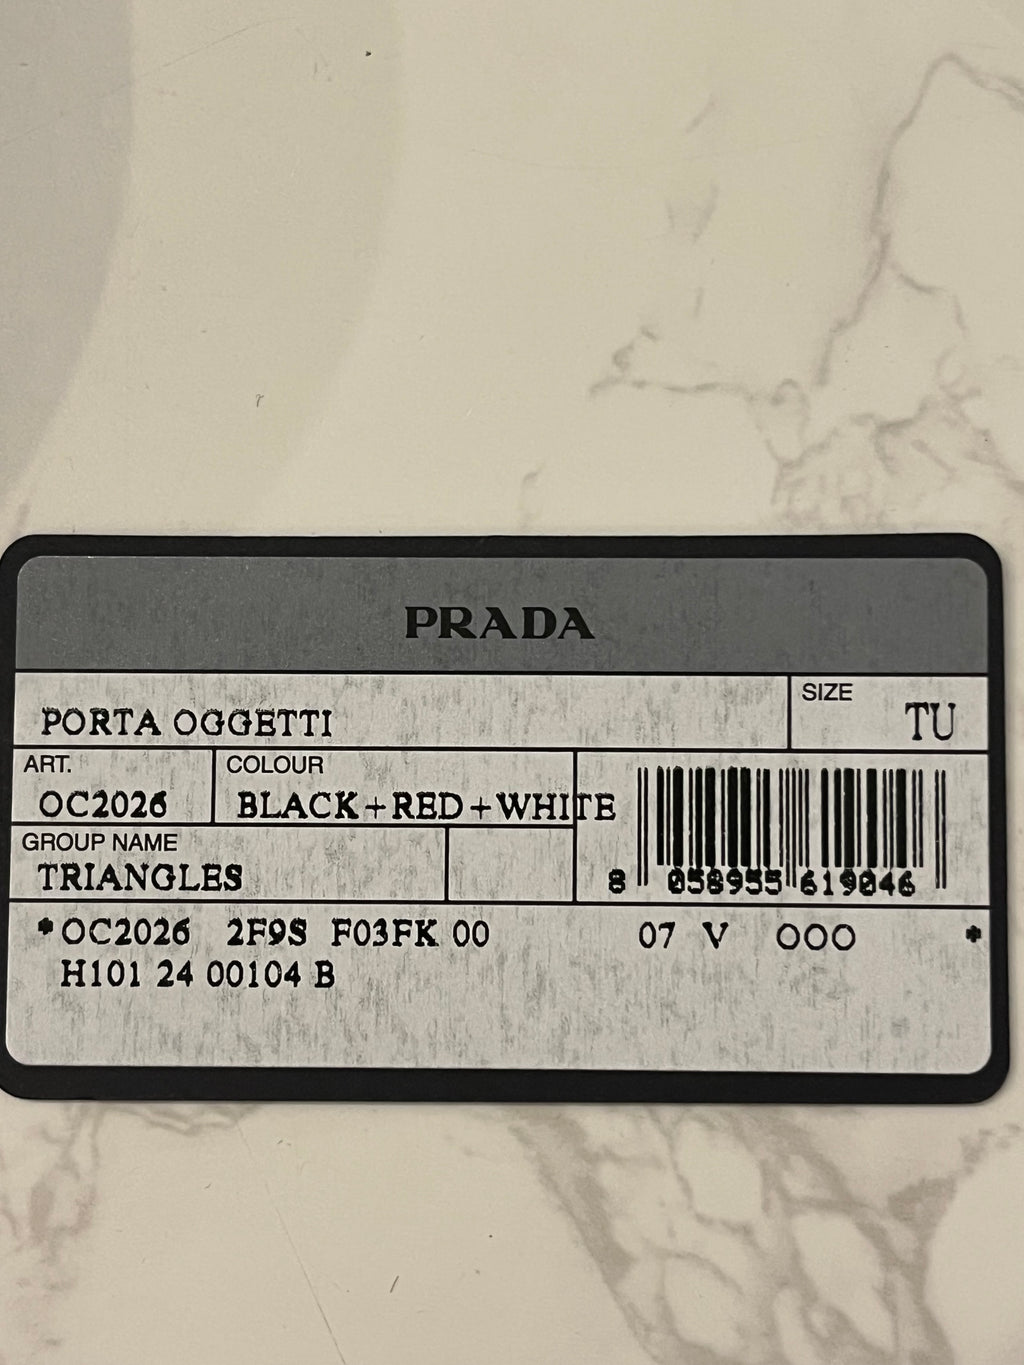 PRADA
PORTA OGGETTI
SIZE
TU
ART.
OC2026
COLOUR
BLACK+RED+WHITE
8 058955 619046
GROUP NAME
TRIANGLES
*OC2026 2F9S F03FK 00 07 V OOO *
H101 24 00104 B